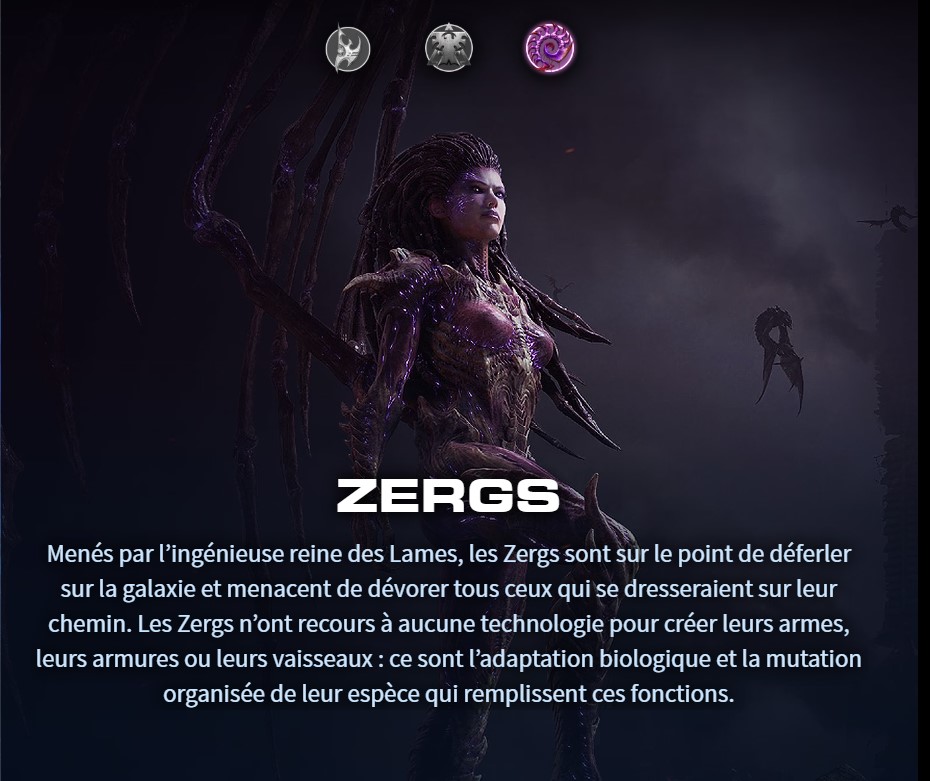 ZERGS
Menés par l’ingénieuse reine des Lames, les Zergs sont sur le point de déferler
sur la galaxie et menacent de dévorer tous ceux qui se dresseraient sur leur
chemin. Les Zergs n’ont recours à aucune technologie pour créer leurs armes,
leurs armures ou leurs vaisseaux : ce sont l’adaptation biologique et la mutation
organisée de leur espèce qui remplissent ces fonctions.